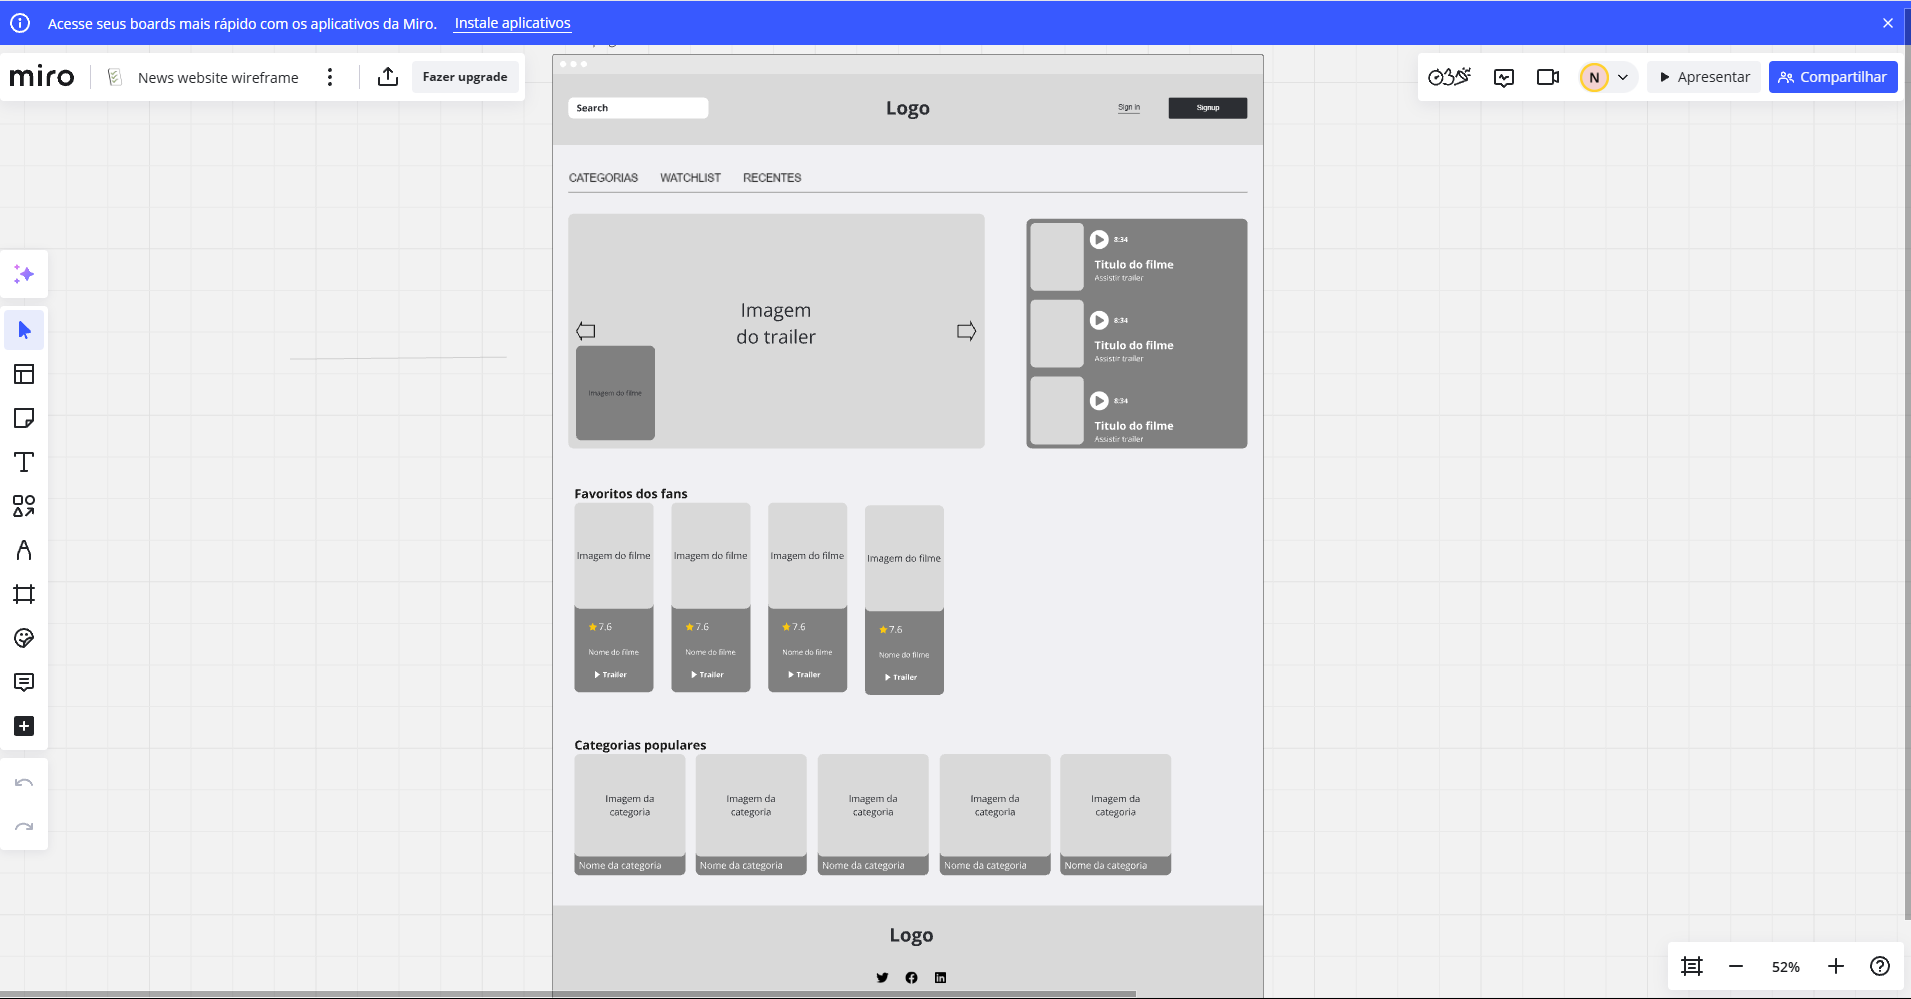 Acesse seus boards mais rápido com os aplicativos da Miro. Instale aplicativos
miro News website wireframe Fazer upgrade
N Apresentar Compartilhar
Search Logo Sign in Signup
CATEGORIAS WATCHLIST RECENTES
Imagem
do trailer
Imagem do filme
8:34
Titulo do filme
Assistir trailer
8:34
Titulo do filme
Assistir trailer
8:34
Titulo do filme
Assistir trailer
Favoritos dos fans
Imagem do filme Imagem do filme Imagem do filme Imagem do filme
7.6 7.6 7.6 7.6
Nome do filme Nome do filme Nome do filme Nome do filme
Trailer Trailer Trailer Trailer
Categorias populares
Imagem da Imagem da Imagem da Imagem da Imagem da
categoria categoria categoria categoria categoria
Nome da categoria Nome da categoria Nome da categoria Nome da categoria Nome da categoria
Logo
52%